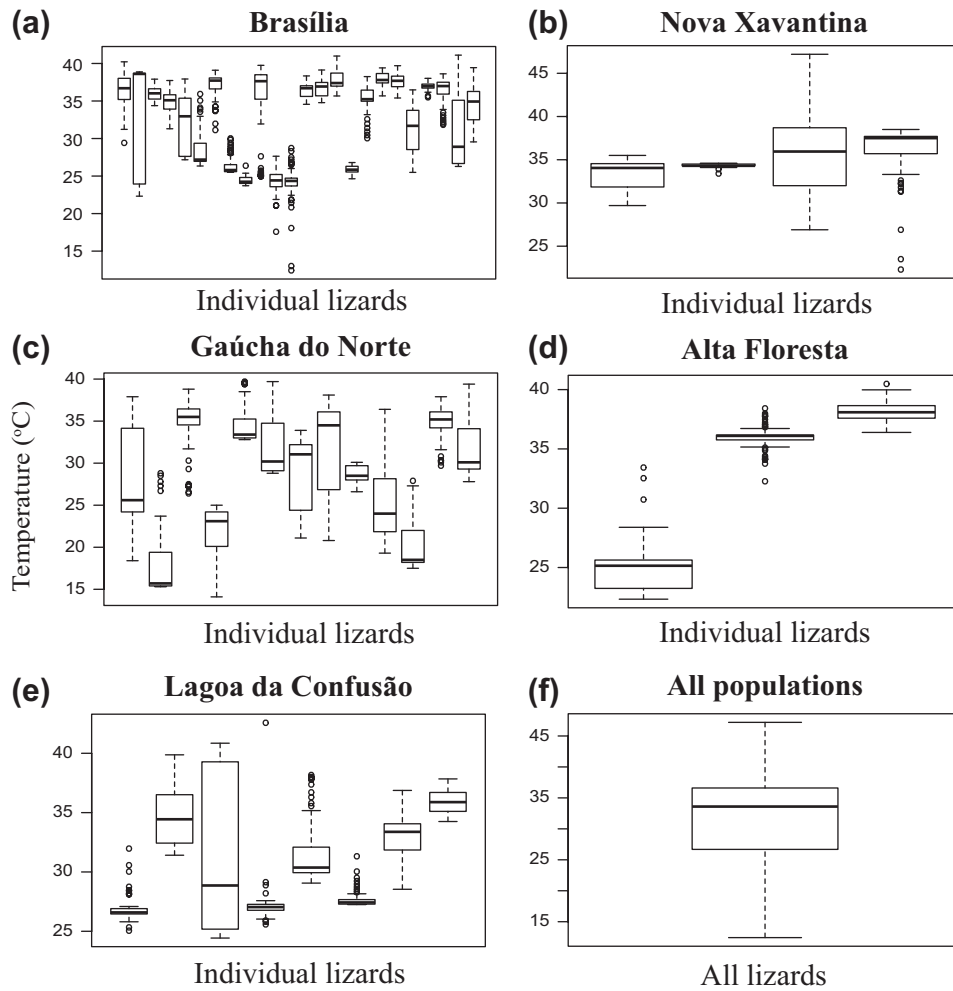 (a) Brasília
40
35
30
25
20
15
Individual lizards
(b) Nova Xavantina
45
40
35
30
25
Individual lizards
(c) Gaúcha do Norte
40
35
30
25
20
15
Temperature (°C)
Individual lizards
(d) Alta Floresta
40
35
30
25
Individual lizards
(e) Lagoa da Confusão
40
35
30
25
Individual lizards
(f) All populations
45
35
25
15
All lizards